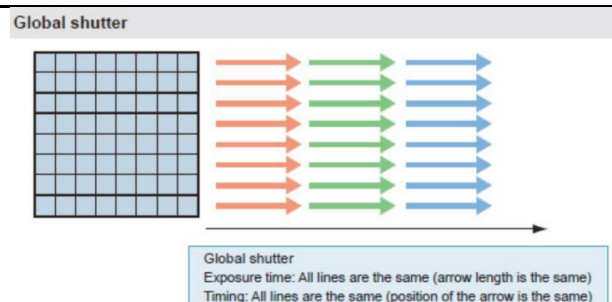 Global shutter
Global shutter
Exposure time: All lines are the same (arrow length is the same)
Timing: All lines are the same (position of the arrow is the same)